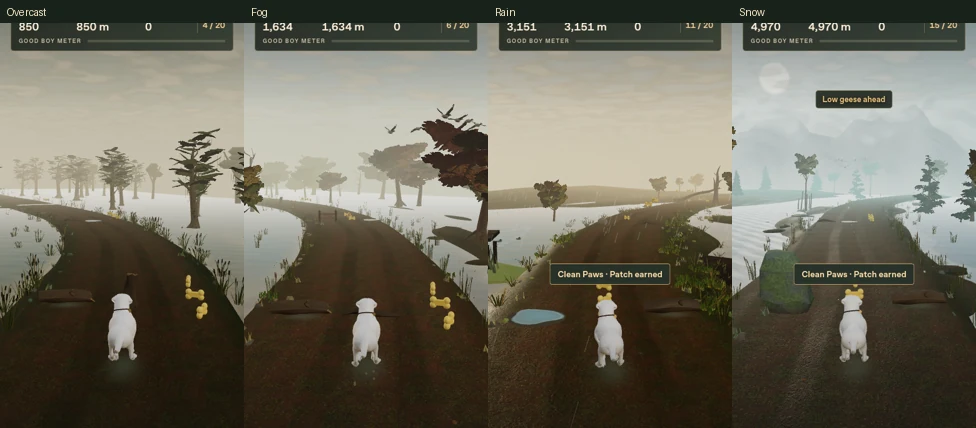 Overcast
Fog
Rain
Snow
850 850 m 0 4 / 20
GOOD BOY METER
1,634 1,634 m 0 6 / 20
GOOD BOY METER
3,151 3,151 m 0 11 / 20
GOOD BOY METER
4,970 4,970 m 0 15 / 20
GOOD BOY METER
Low geese ahead
Clean Paws · Patch earned
Clean Paws · Patch earned